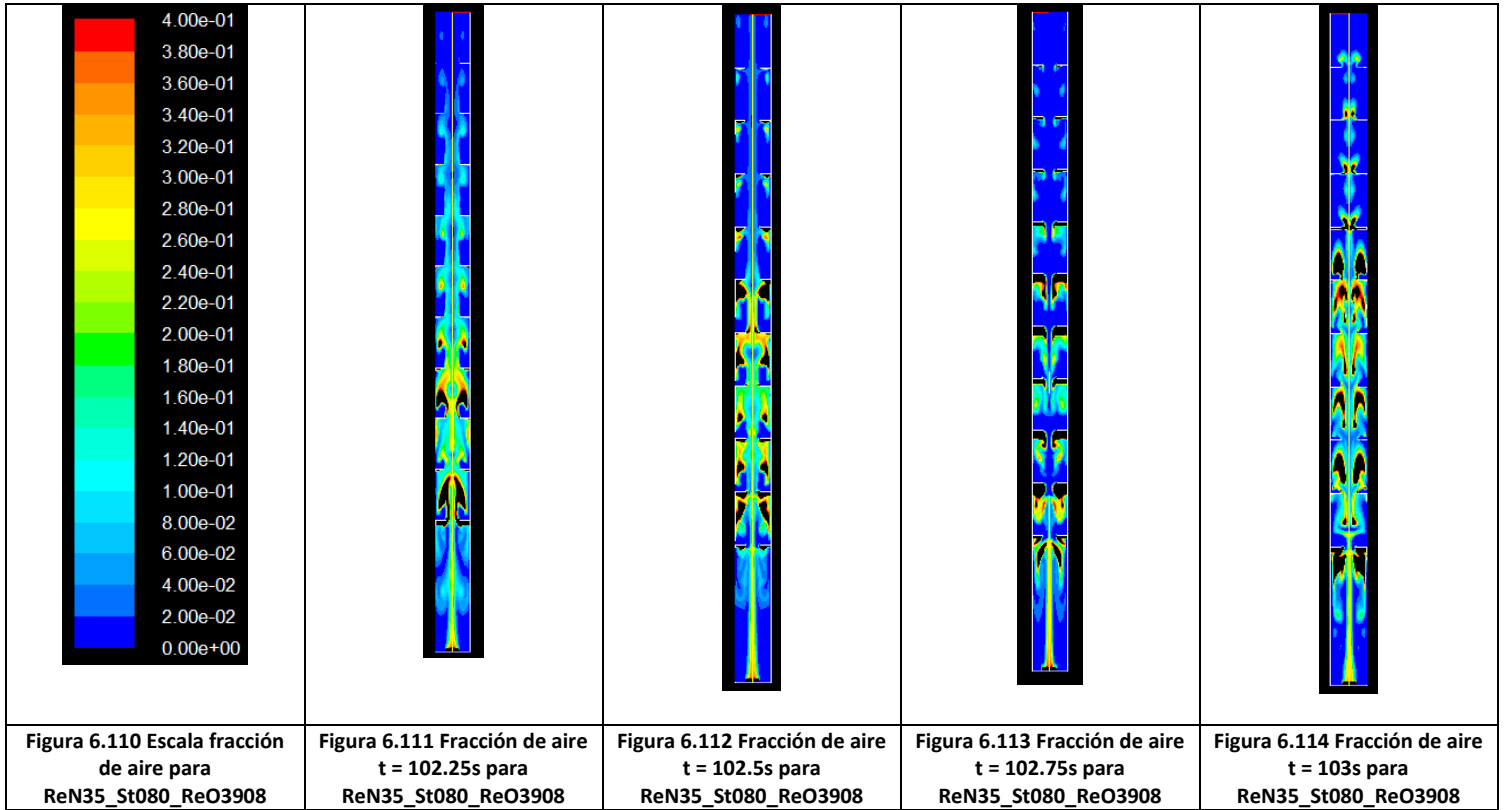 4.00e-01
3.80e-01
3.60e-01
3.40e-01
3.20e-01
3.00e-01
2.80e-01
2.60e-01
2.40e-01
2.20e-01
2.00e-01
1.80e-01
1.60e-01
1.40e-01
1.20e-01
1.00e-01
8.00e-02
6.00e-02
4.00e-02
2.00e-02
0.00e+00
Figura 6.110 Escala fracción
de aire para
ReN35_St080_ReO3908
Figura 6.111 Fracción de aire
t = 102.25s para
ReN35_St080_ReO3908
Figura 6.112 Fracción de aire
t = 102.5s para
ReN35_St080_ReO3908
Figura 6.113 Fracción de aire
t = 102.75s para
ReN35_St080_ReO3908
Figura 6.114 Fracción de aire
t = 103s para
ReN35_St080_ReO3908